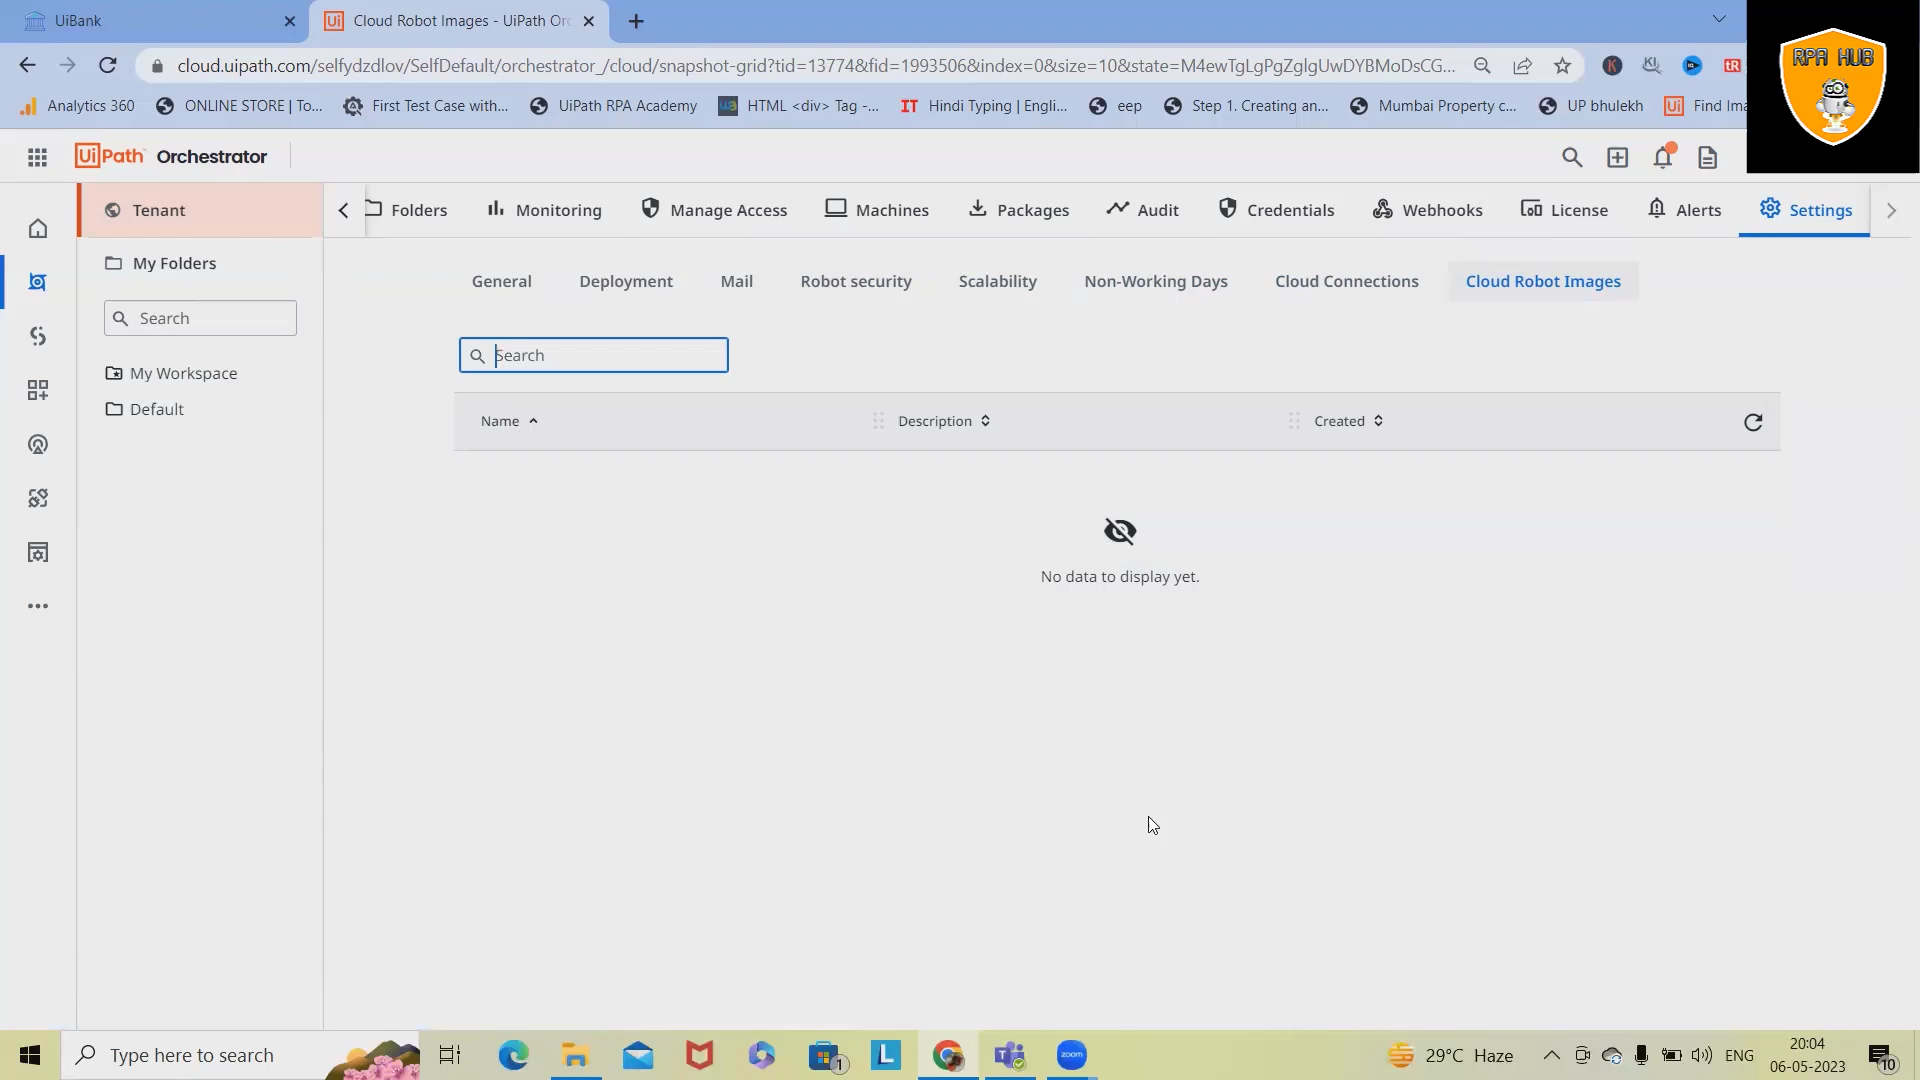 UiBank
Cloud Robot Images - UiPath Orc
cloud.uipath.com/selfydzdlov/SelfDefault/orchestrator_/cloud/snapshot-grid?tid=13774&fid=1993506&index=0&size=10&state=M4ewTgLgPgZglgUwDYBMoDsCG...
Analytics 360
ONLINE STORE | To...
First Test Case with...
UiPath RPA Academy
HTML <div> Tag -...
Hindi Typing | Engli...
eep
Step 1. Creating an...
Mumbai Property c...
UP bhulekh
Find Ima
RPA HUB
UiPath Orchestrator
Tenant
Folders
Monitoring
Manage Access
Machines
Packages
Audit
Credentials
Webhooks
License
Alerts
Settings
My Folders
Search
My Workspace
Default
General
Deployment
Mail
Robot security
Scalability
Non-Working Days
Cloud Connections
Cloud Robot Images
Search
Name
Description
Created
No data to display yet.
Type here to search
29°C Haze
ENG
20:04
06-05-2023
10